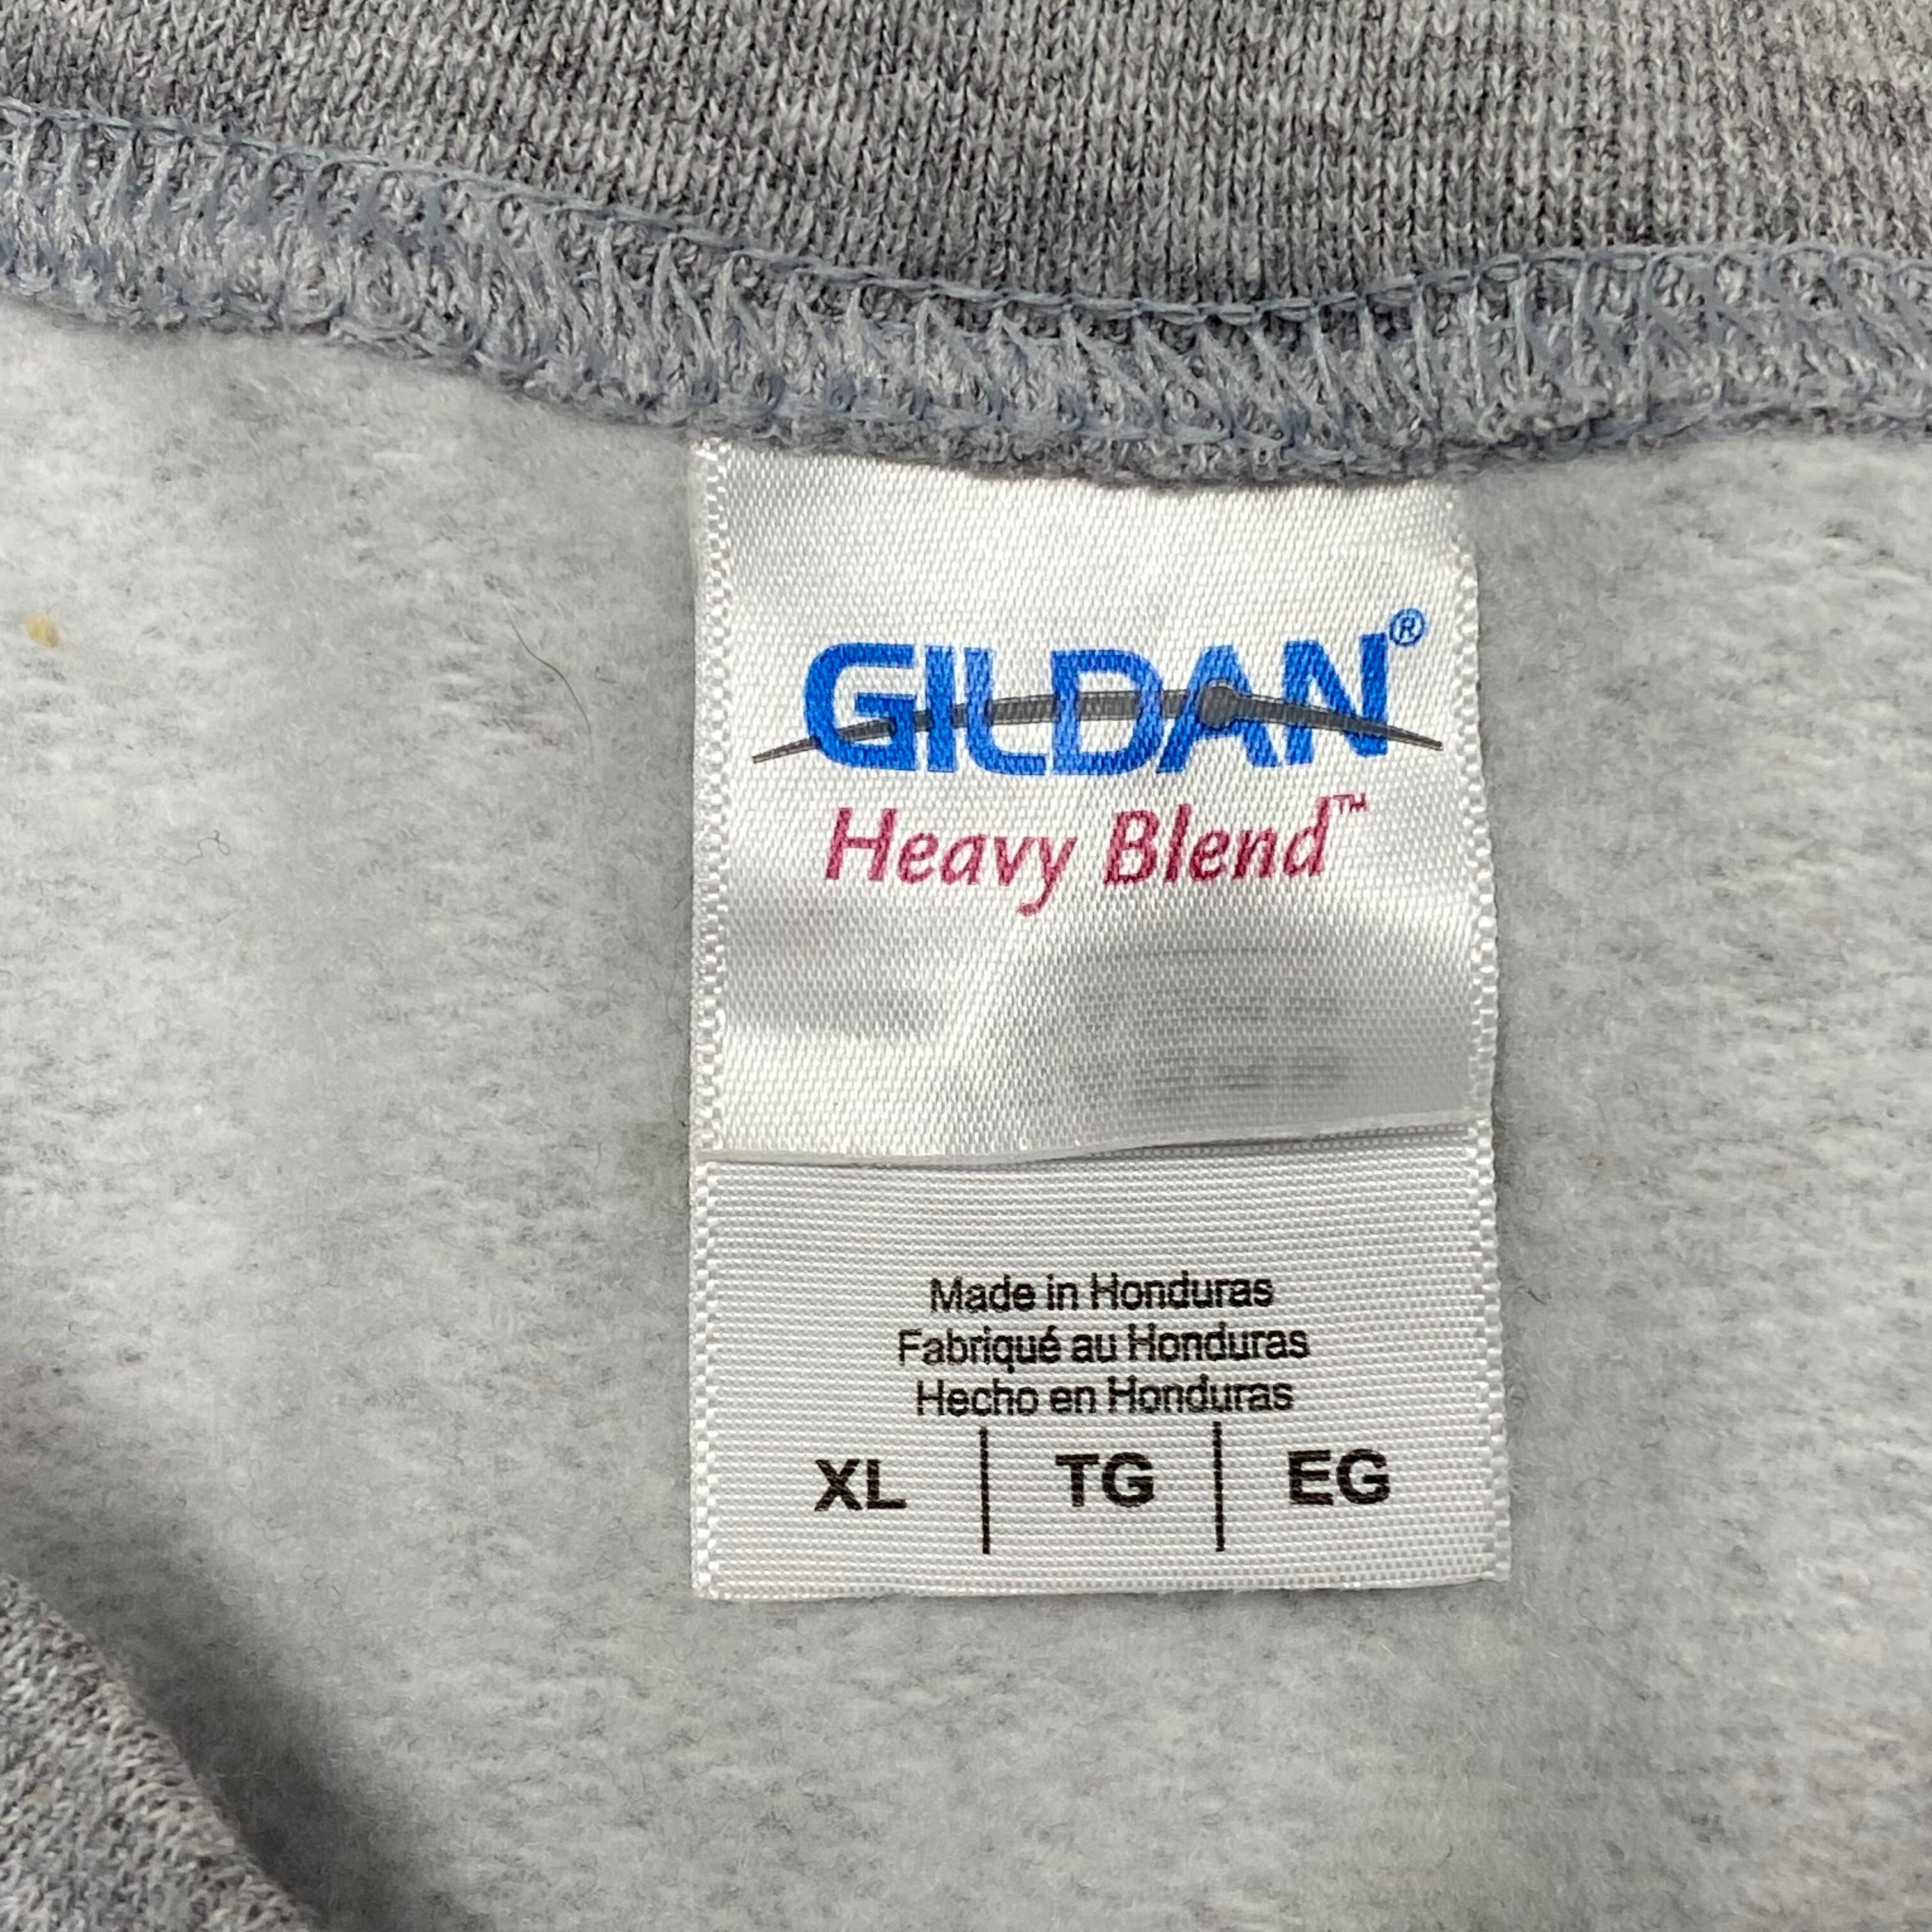 GILDAN®
Heavy Blend™
Made in Honduras
Fabriqué au Honduras
Hecho en Honduras
XL | TG | EG